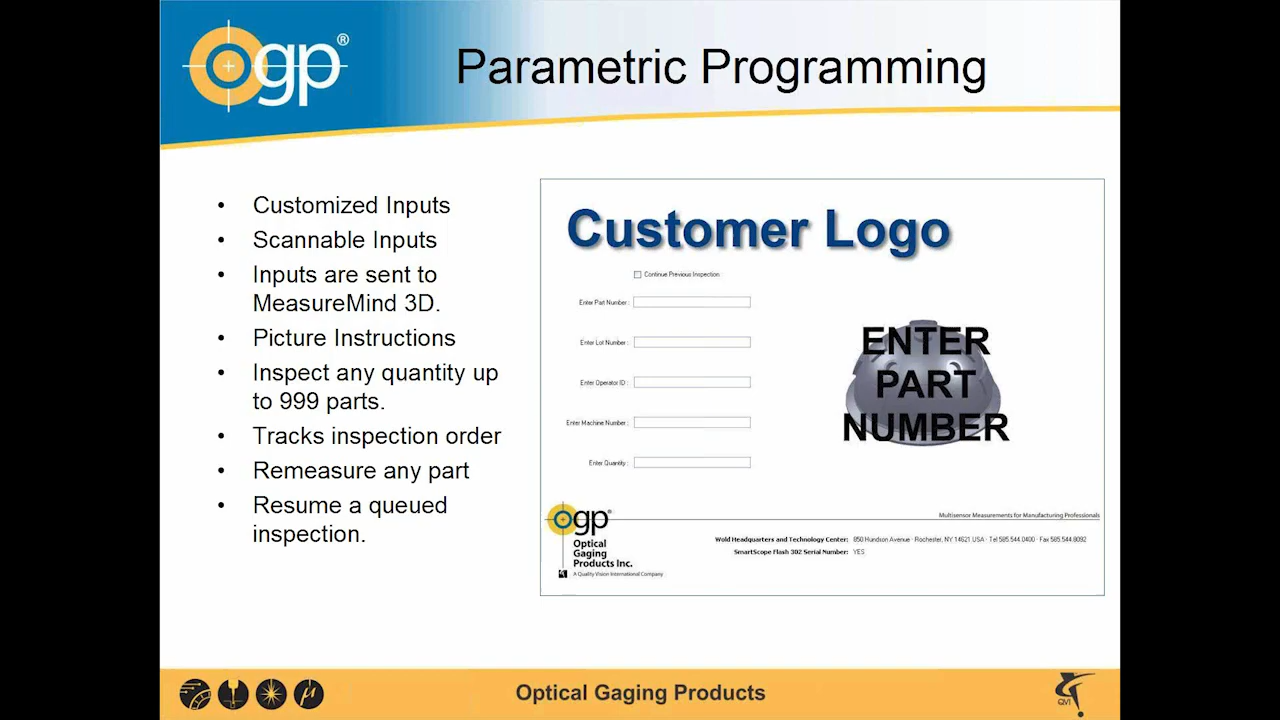 ogp®
Parametric Programming
• Customized Inputs
• Scannable Inputs
• Inputs are sent to
MeasureMind 3D.
• Picture Instructions
• Inspect any quantity up
to 999 parts.
• Tracks inspection order
• Remeasure any part
• Resume a queued
inspection.
Customer Logo
Continue Previous Inspection
Enter Part Number :
Enter Lot Number :
Enter Operator ID :
Enter Machine Number :
Enter Quantity :
ENTER
PART
NUMBER
ogp®
Optical
Gaging
Products Inc.
A Quality Vision International Company
Multisensor Measurements for Manufacturing Professionals
Wold Headquarters and Technology Center: 850 Hundson Avenue · Rochester, NY 14621 USA · Tel 585.544.0400 · Fax 585.544.8092
SmartScope Flash 302 Serial Number: YES
µ
Optical Gaging Products
QVI